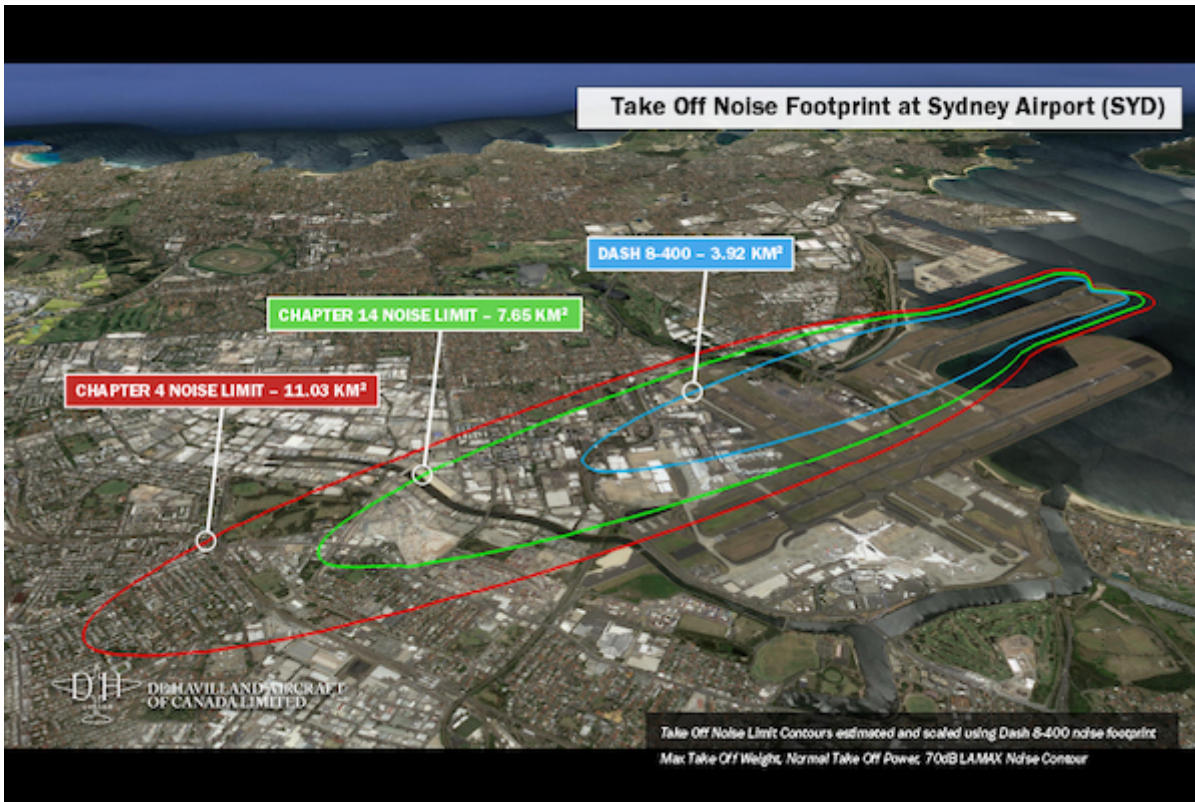 Take Off Noise Footprint at Sydney Airport (SYD)
DASH 8-400 – 3.92 KM²
CHAPTER 14 NOISE LIMIT – 7.65 KM²
CHAPTER 4 NOISE LIMIT – 11.03 KM²
DH
DE HAVILLAND AIRCRAFT
OF CANADA LIMITED
Take Off Noise Limit Contours estimated and scaled using Dash 8-400 noise footprint
Max Take Off Weight, Normal Take Off Power, 70dB LAMAX Noise Contour